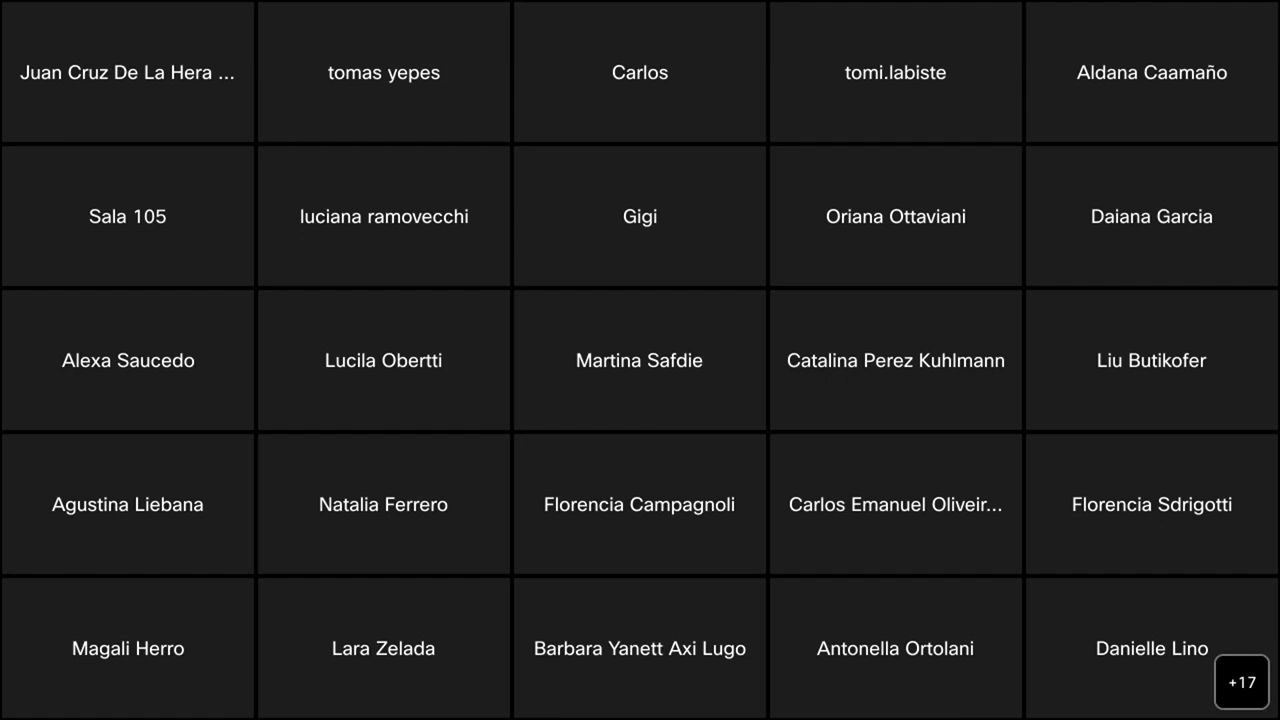 Juan Cruz De La Hera ...
tomas yepes
Carlos
tomi.labiste
Aldana Caamaño
Sala 105
luciana ramovecchi
Gigi
Oriana Ottaviani
Daiana Garcia
Alexa Saucedo
Lucila Obertti
Martina Safdie
Catalina Perez Kuhlmann
Liu Butikofer
Agustina Liebana
Natalia Ferrero
Florencia Campagnoli
Carlos Emanuel Oliveir...
Florencia Sdrigotti
Magali Herro
Lara Zelada
Barbara Yanett Axi Lugo
Antonella Ortolani
Danielle Lino
+17